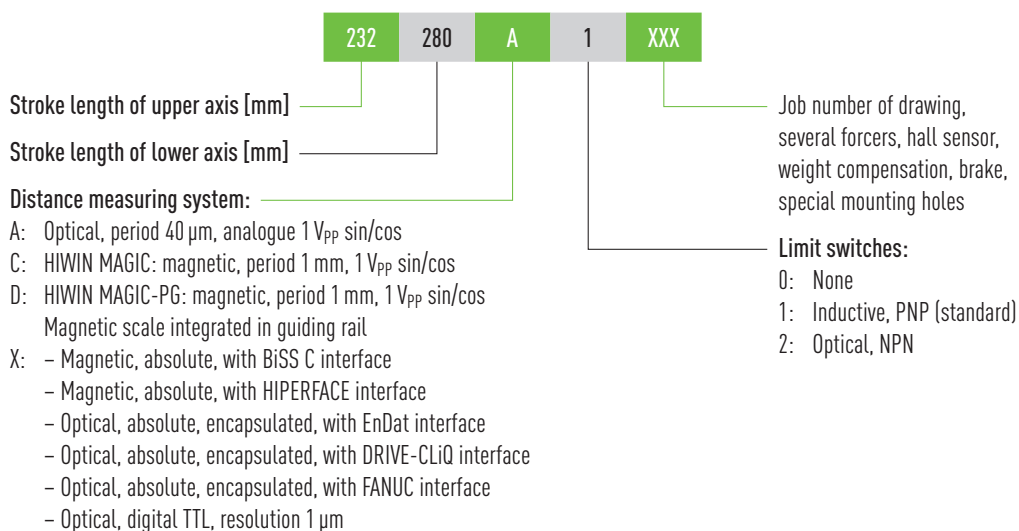 232 280 A 1 XXX
Stroke length of upper axis [mm]
Stroke length of lower axis [mm]
Distance measuring system:
A: Optical, period 40 µm, analogue 1 VPP sin/cos
C: HIWIN MAGIC: magnetic, period 1 mm, 1 VPP sin/cos
D: HIWIN MAGIC-PG: magnetic, period 1 mm, 1 VPP sin/cos
Magnetic scale integrated in guiding rail
X: – Magnetic, absolute, with BiSS C interface
– Magnetic, absolute, with HIPERFACE interface
– Optical, absolute, encapsulated, with EnDat interface
– Optical, absolute, encapsulated, with DRIVE-CLiQ interface
– Optical, absolute, encapsulated, with FANUC interface
– Optical, digital TTL, resolution 1 µm
Job number of drawing,
several forcers, hall sensor,
weight compensation, brake,
special mounting holes
Limit switches:
0: None
1: Inductive, PNP (standard)
2: Optical, NPN